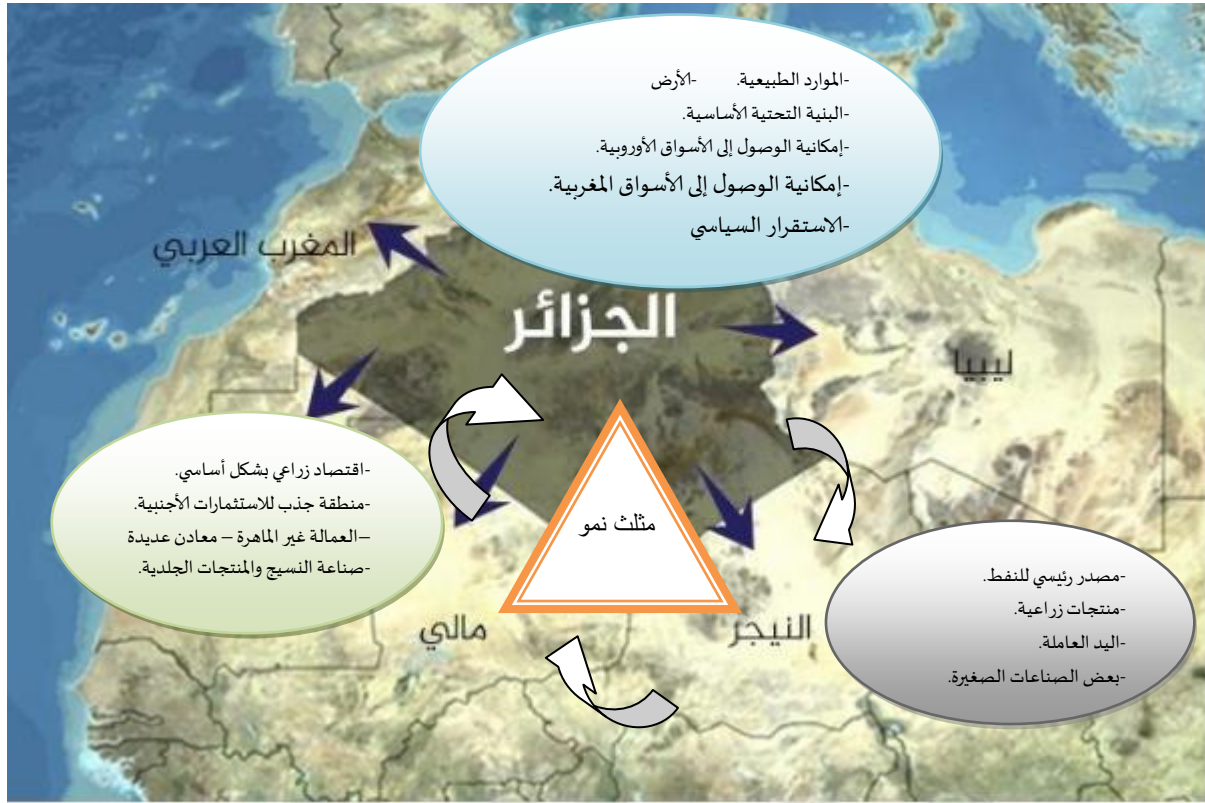 -الموارد الطبيعية. -الأرض
-البنية التحتية الأساسية.
-إمكانية الوصول إلى الأسواق الأوروبية.
-إمكانية الوصول إلى الأسواق المغربية.
-الاستقرار السياسي
المغرب العربي
الجزائر
ليبيا
-اقتصاد زراعي بشكل أساسي.
-منطقة جذب للاستثمارات الأجنبية.
–العمالة غير الماهرة – معادن عديدة
-صناعة النسيج والمنتجات الجلدية.
مثلث نمو
-مصدر رئيسي للنفط.
-منتجات زراعية.
-اليد العاملة.
-بعض الصناعات الصغيرة.
النيجر
مالي